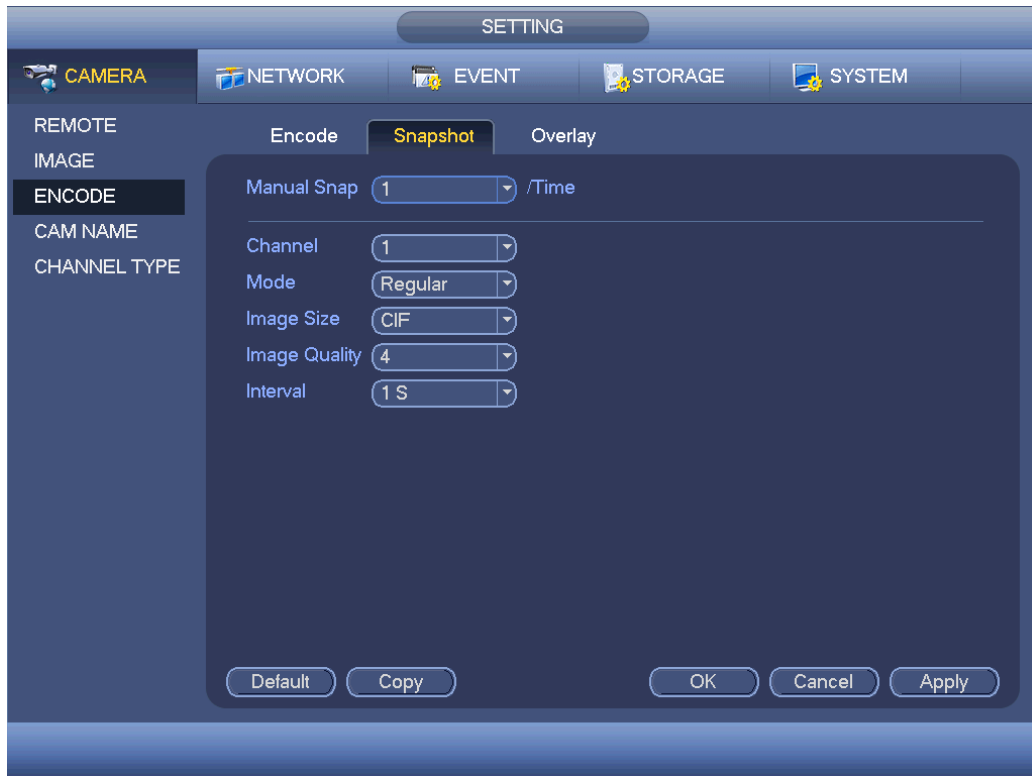 SETTING
CAMERA NETWORK EVENT STORAGE SYSTEM
REMOTE
IMAGE
ENCODE
CAM NAME
CHANNEL TYPE
Encode Snapshot Overlay
Manual Snap 1 /Time
Channel 1
Mode Regular
Image Size CIF
Image Quality 4
Interval 1 S
Default Copy OK Cancel Apply